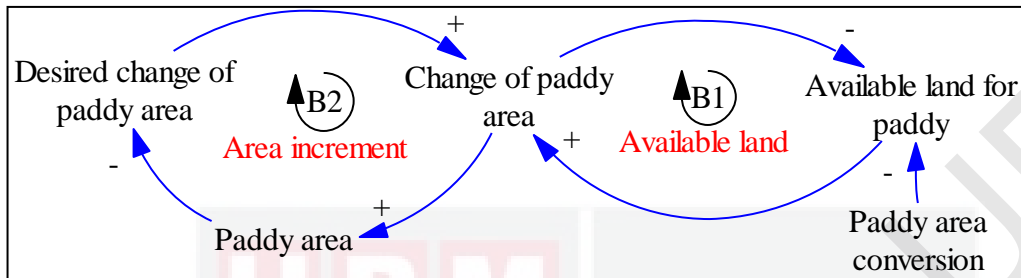 +
-
Desired change of
paddy area
B2
Area increment
Change of paddy
area
B1
Available land
Available land for
paddy
+
-
-
+
Paddy area
Paddy area
conversion
UPM